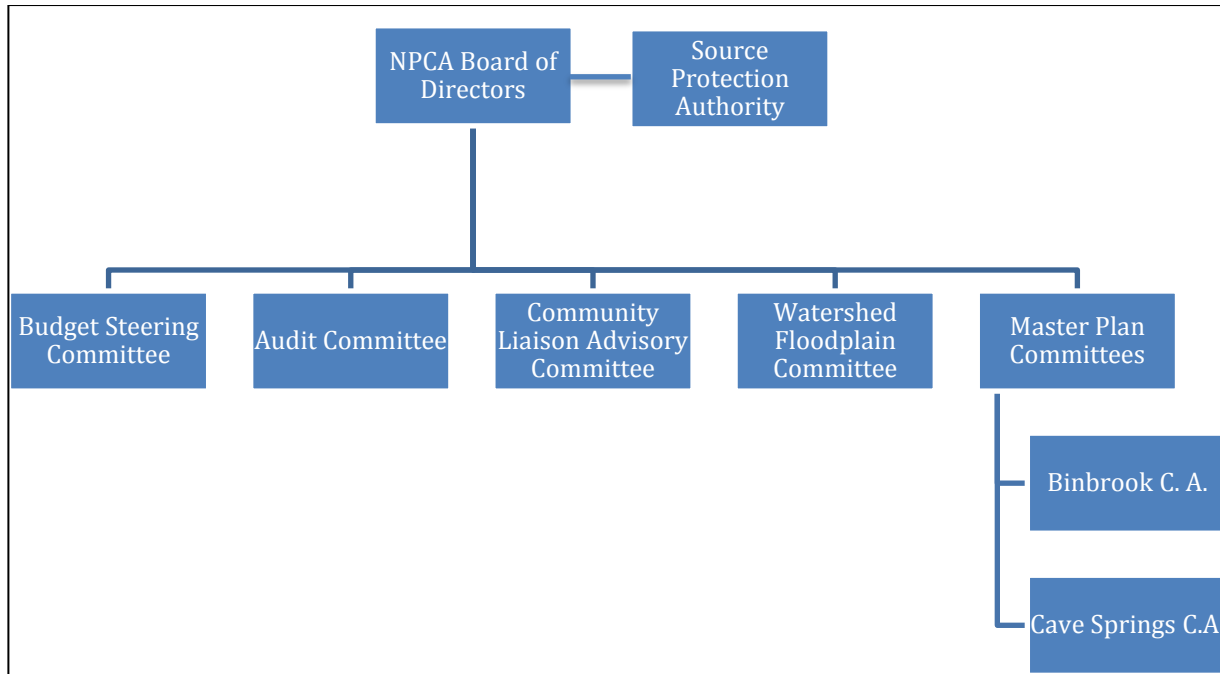 NPCA Board of
Directors
Source
Protection
Authority
Budget Steering
Committee
Audit Committee
Community
Liaison Advisory
Committee
Watershed
Floodplain
Committee
Master Plan
Committees
Binbrook C. A.
Cave Springs C.A